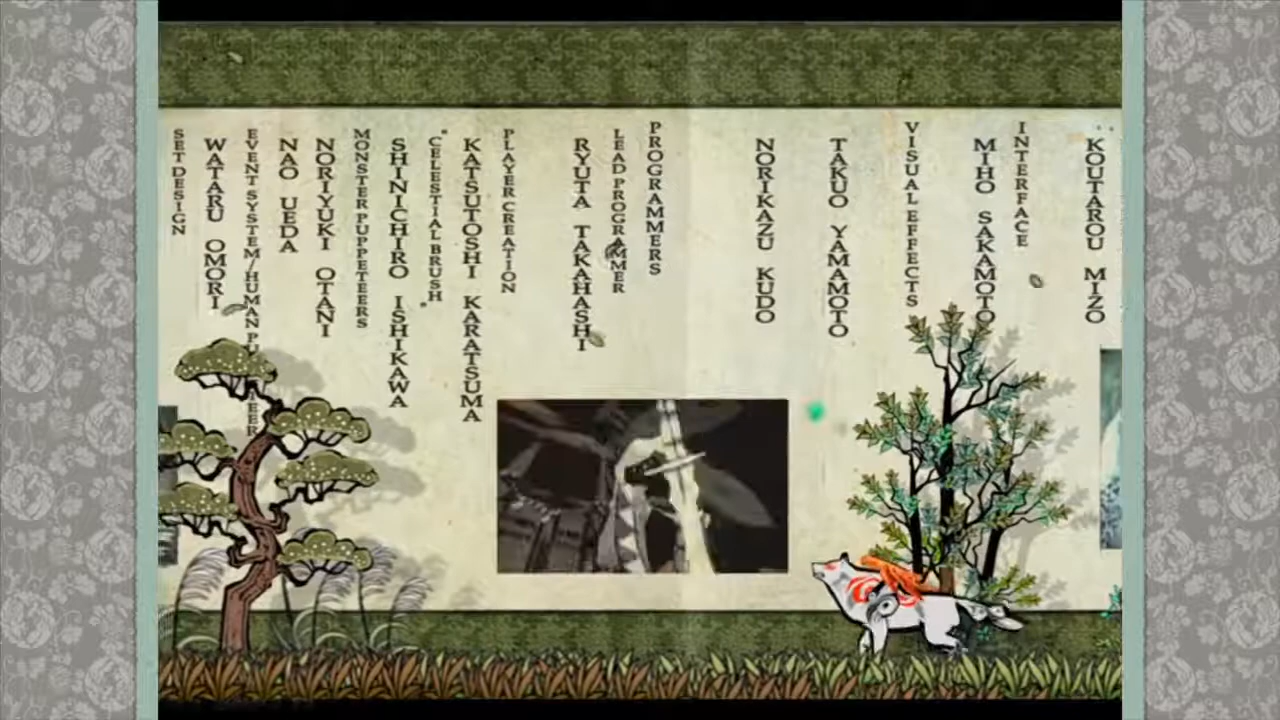 KOUTAROU MIZO
INTERFACE
MIHO SAKAMOTO
VISUAL EFFECTS
TAKUO YAMAMOTO
NORIKAZU KUDO
PROGRAMMERS
LEAD PROGRAMMER
RYUTA TAKAHASHI
PLAYER CREATION
KATSUTOSHI KARATSUMA
"CELESTIAL BRUSH"
SHINICHIRO ISHIKAWA
MONSTER PUPPETEERS
NORIYUKI OTANI
NAO UEDA
EVENT SYSTEM/HUMAN
WATARU OMORI
SET DESIGN